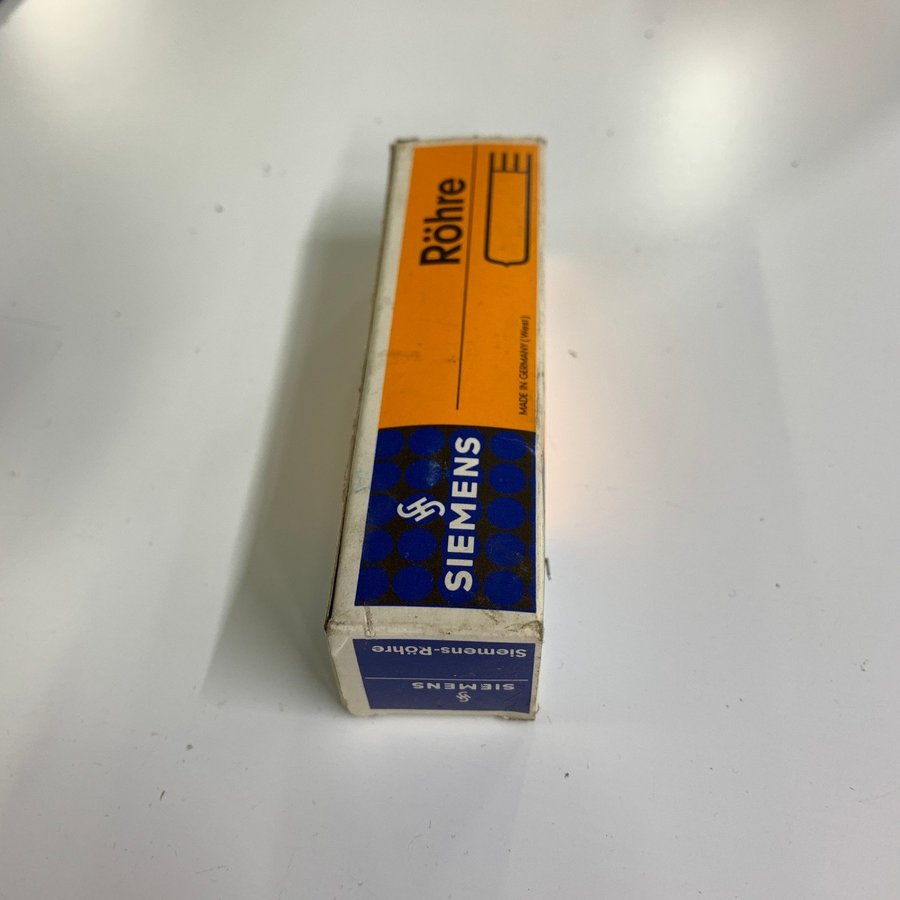 Röhre
MADE IN GERMANY (West)
SIEMENS
Siemens-Röhre
SIEMENS